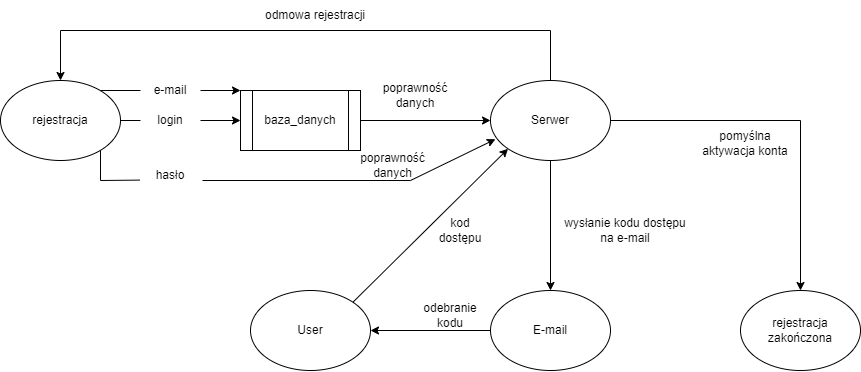 odmowa rejestracji
e-mail
poprawność
danych
rejestracja
login
baza_danych
Serwer
pomyślna
aktywacja konta
poprawność
danych
hasło
kod
dostępu
wysłanie kodu dostępu
na e-mail
odebranie
kodu
User
E-mail
rejestracja
zakończona